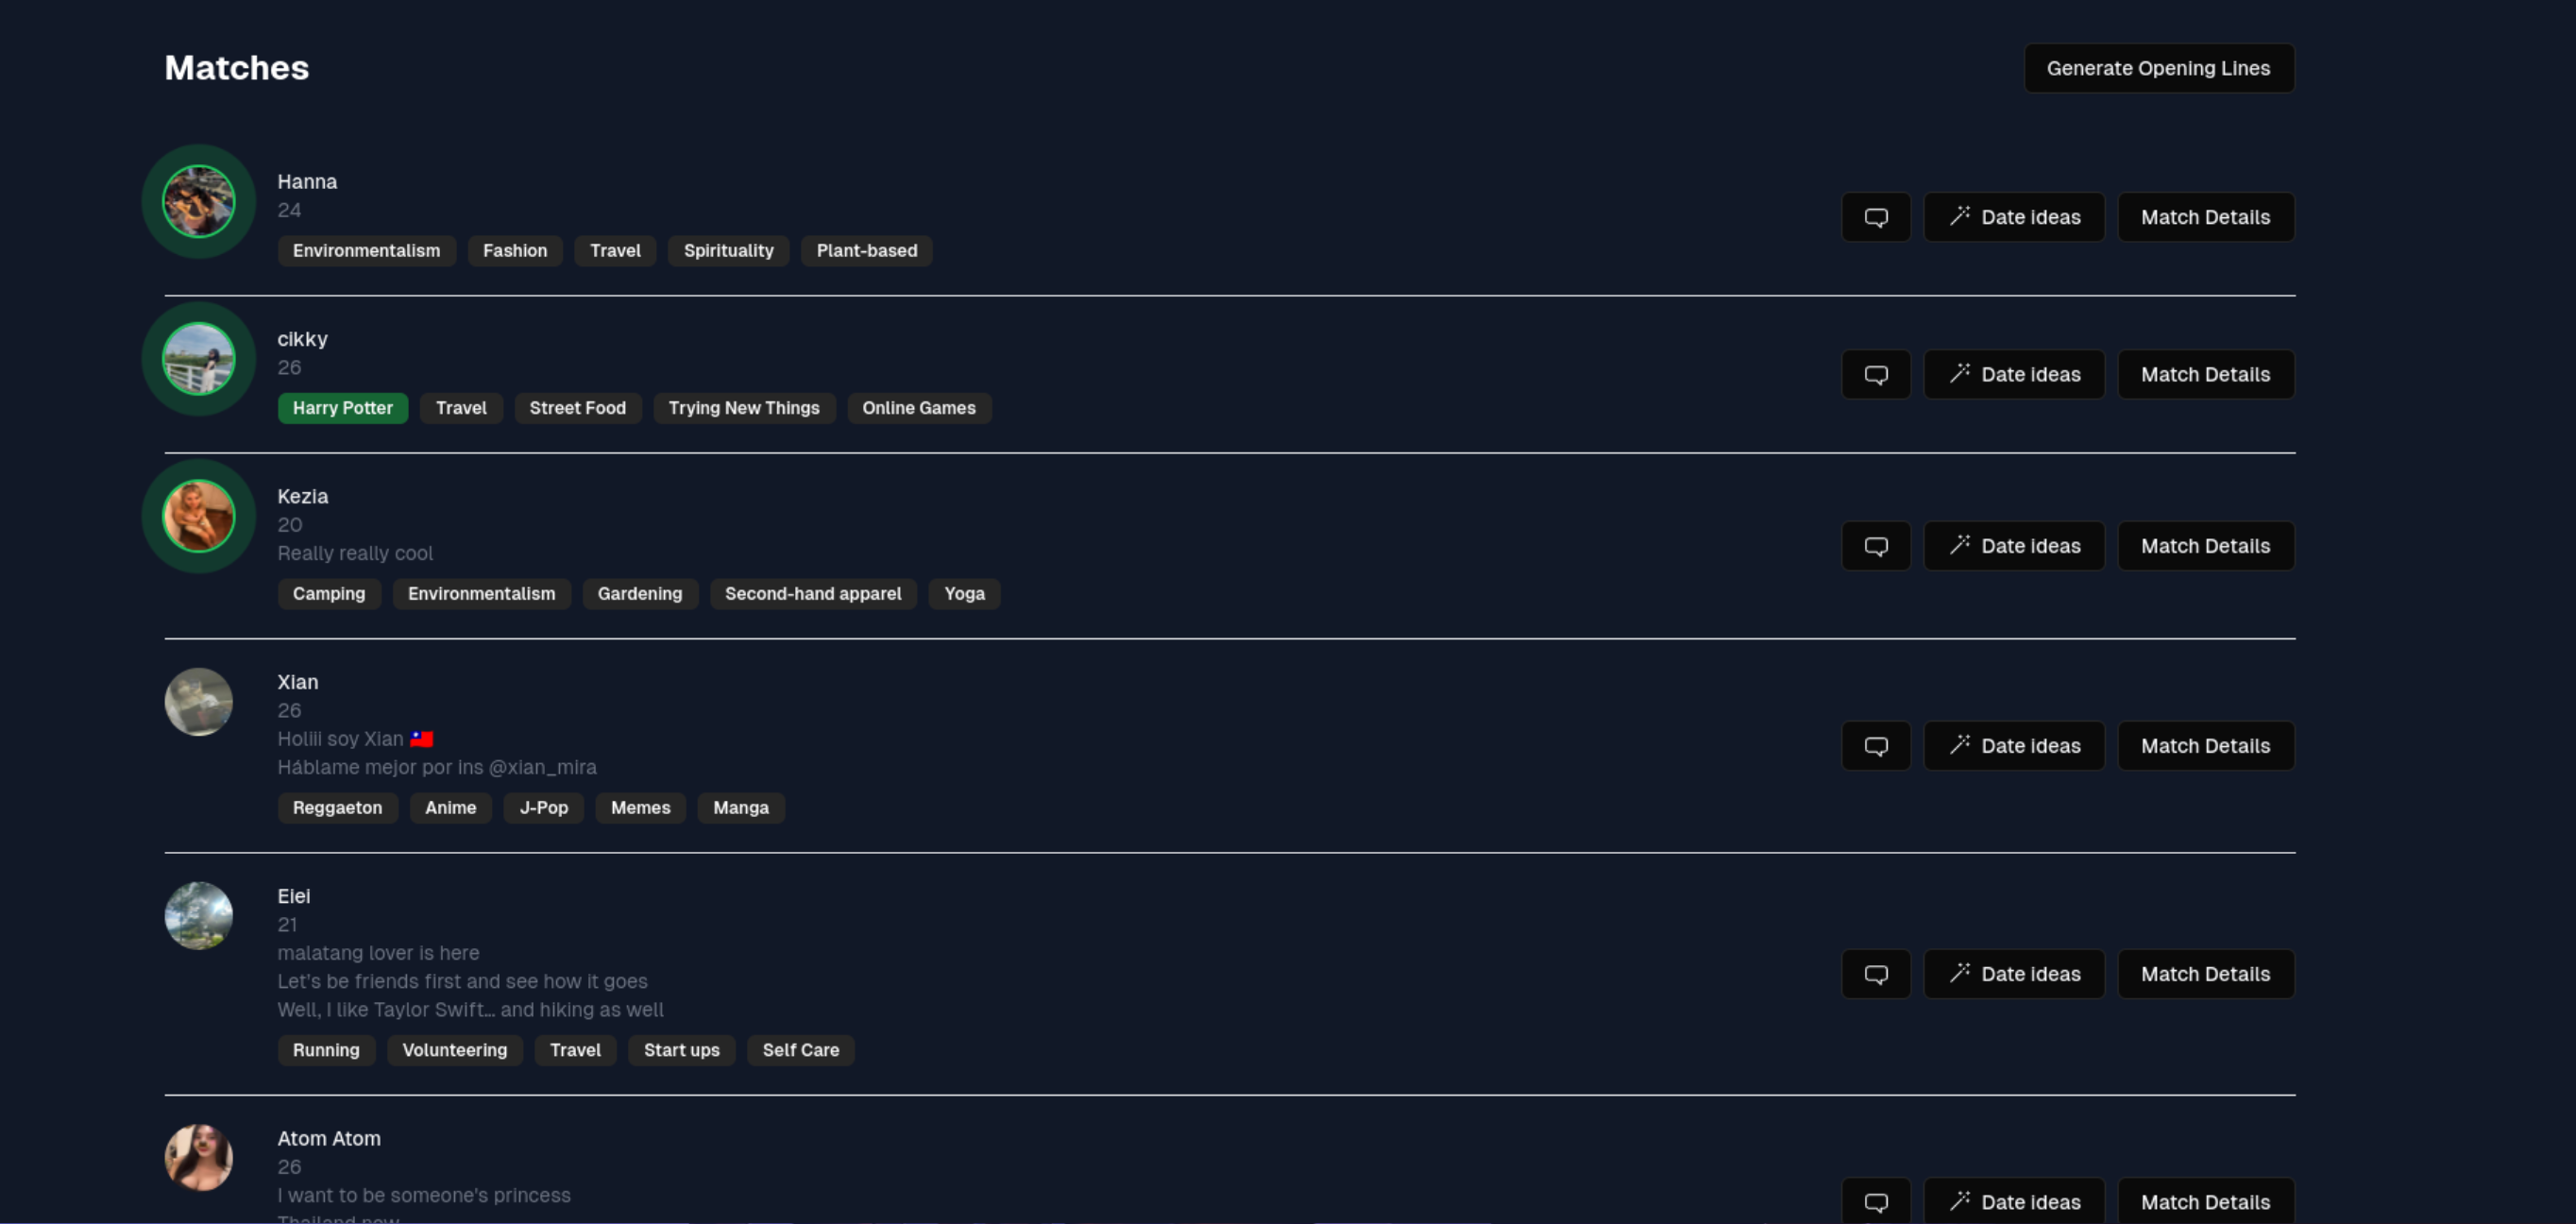 Matches
Generate Opening Lines
Hanna
24
Environmentalism Fashion Travel Spirituality Plant-based
Date ideas Match Details
cikky
26
Harry Potter Travel Street Food Trying New Things Online Games
Date ideas Match Details
Kezia
20
Really really cool
Camping Environmentalism Gardening Second-hand apparel Yoga
Date ideas Match Details
Xian
26
Holiii soy Xian 🇹🇼
Háblame mejor por ins @xian_mira
Reggaeton Anime J-Pop Memes Manga
Date ideas Match Details
Eiei
21
malatang lover is here
Let's be friends first and see how it goes
Well, I like Taylor Swift... and hiking as well
Running Volunteering Travel Start ups Self Care
Date ideas Match Details
Atom Atom
26
I want to be someone's princess
Thailand now
Date ideas Match Details